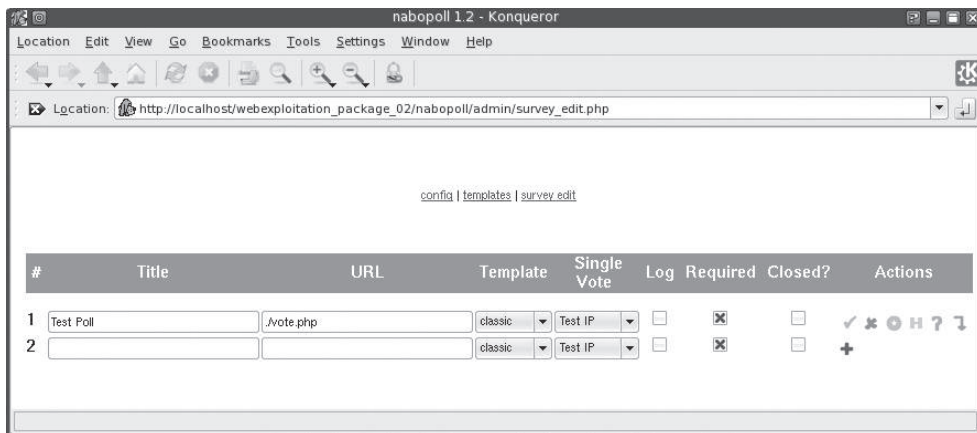 nabopoll 1.2 - Konqueror
Location Edit View Go Bookmarks Tools Settings Window Help
Location: http://localhost/webexploitation_package_02/nabopoll/admin/survey_edit.php
config | templates | survey edit
# Title URL Template Single Vote Log Required Closed? Actions
1 Test Poll ./vote.php classic Test IP H ?
2 classic Test IP